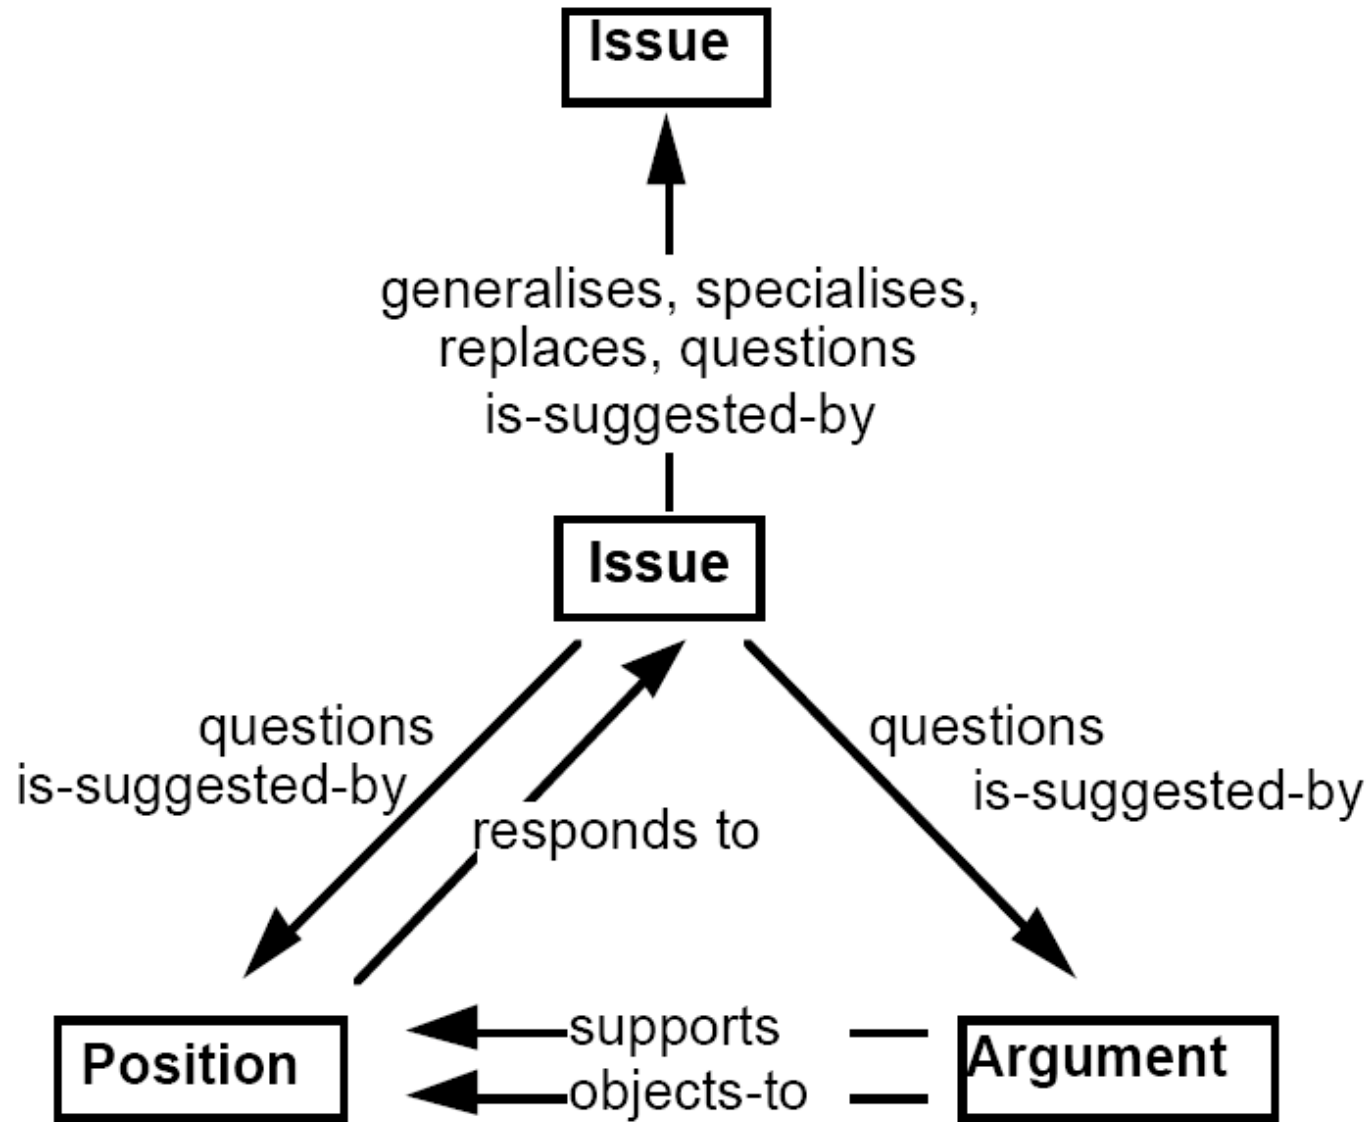 Issue
generalises, specialises,
replaces, questions
is-suggested-by
Issue
questions
is-suggested-by
responds to
questions
is-suggested-by
Position
supports
objects-to
Argument